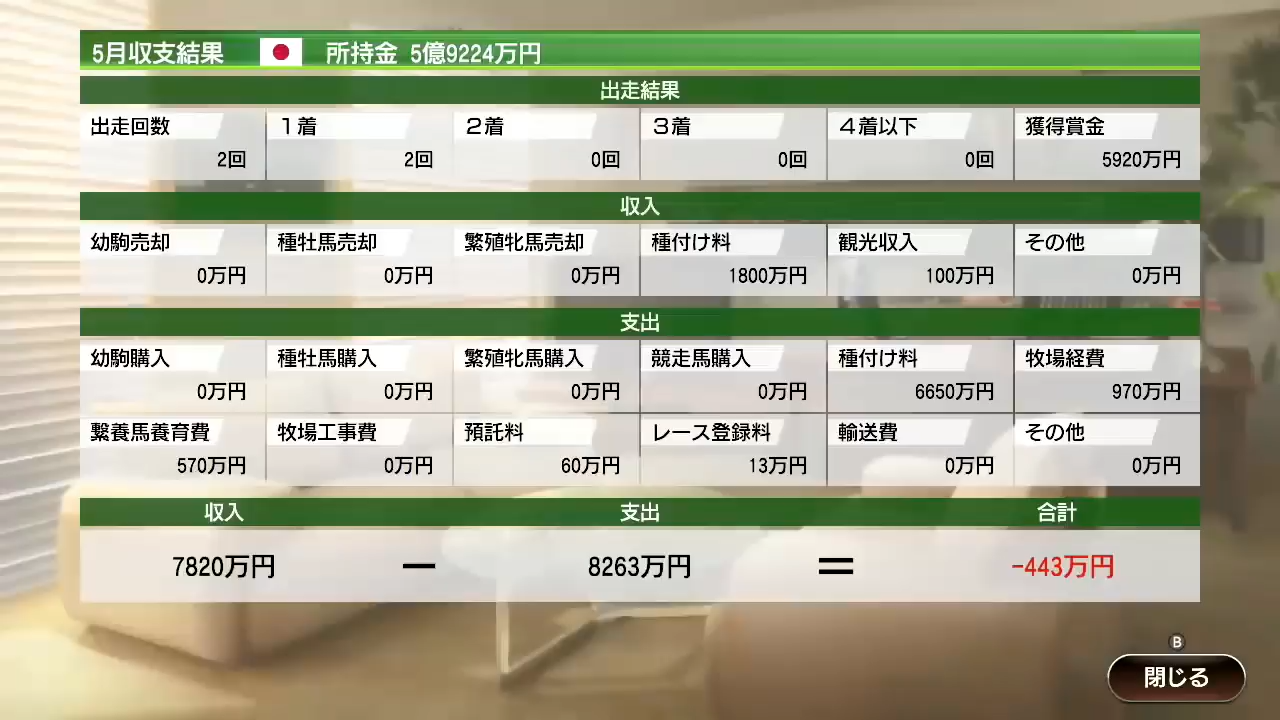 5月収支結果 所持金 5億9224万円
出走結果
出走回数 1着 2着 3着 4着以下 獲得賞金
2回 2回 0回 0回 0回 5920万円
収入
幼駒売却 種牡馬売却 繁殖牝馬売却 種付け料 観光収入 その他
0万円 0万円 0万円 1800万円 100万円 0万円
支出
幼駒購入 種牡馬購入 繁殖牝馬購入 競走馬購入 種付け料 牧場経費
0万円 0万円 0万円 0万円 6650万円 970万円
繋養馬養育費 牧場工事費 預託料 レース登録料 輸送費 その他
570万円 0万円 60万円 13万円 0万円 0万円
収入 支出 合計
7820万円 － 8263万円 ＝ -443万円
B
閉じる